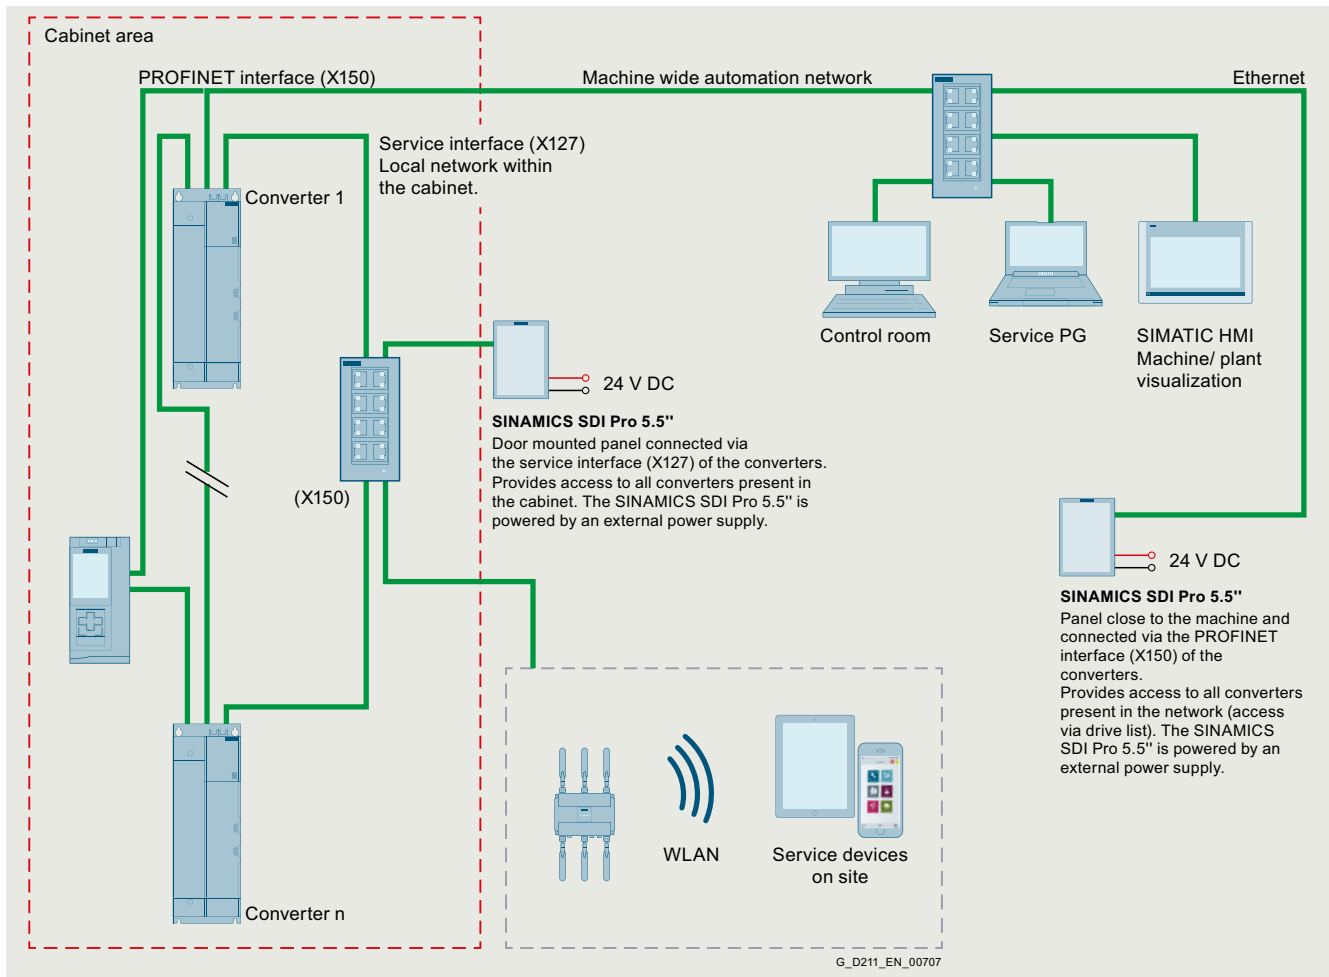 Cabinet area
PROFINET interface (X150)
Machine wide automation network
Ethernet
Service interface (X127)
Local network within
the cabinet.
Converter 1
Control room
Service PG
SIMATIC HMI
Machine/ plant
visualization
24 V DC
SINAMICS SDI Pro 5.5"
Door mounted panel connected via
the service interface (X127) of the converters.
Provides access to all converters present in
the cabinet. The SINAMICS SDI Pro 5.5" is
powered by an external power supply.
(X150)
24 V DC
SINAMICS SDI Pro 5.5"
Panel close to the machine and
connected via the PROFINET
interface (X150) of the
converters.
Provides access to all converters
present in the network (access
via drive list). The SINAMICS
SDI Pro 5.5" is powered by an
external power supply.
WLAN
Service devices
on site
Converter n
G_D211_EN_00707